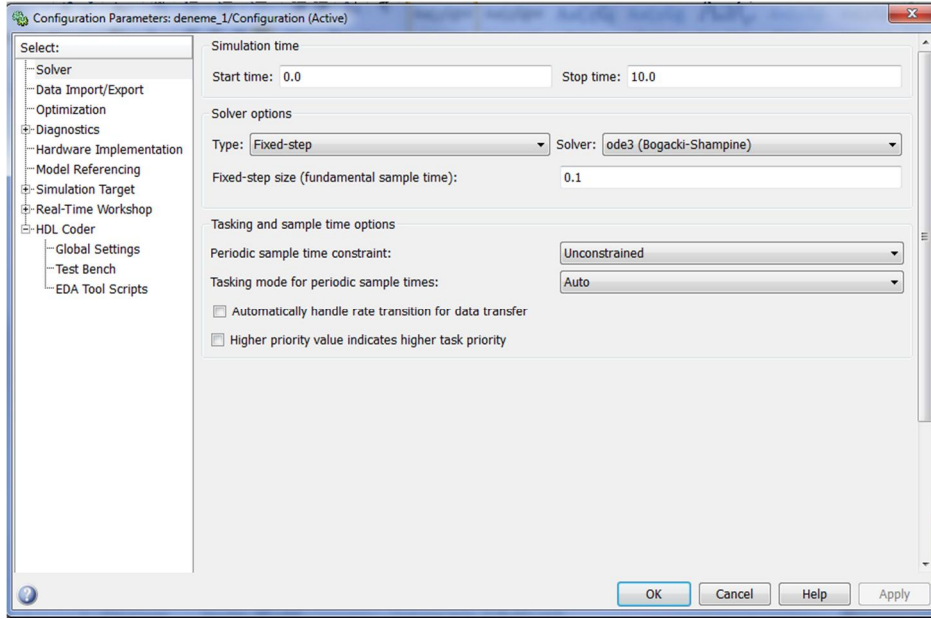 Configuration Parameters: deneme_1/Configuration (Active)
Select:
Solver
Data Import/Export
Optimization
Diagnostics
Hardware Implementation
Model Referencing
Simulation Target
Real-Time Workshop
HDL Coder
Global Settings
Test Bench
EDA Tool Scripts
Simulation time
Start time: 0.0 Stop time: 10.0
Solver options
Type: Fixed-step Solver: ode3 (Bogacki-Shampine)
Fixed-step size (fundamental sample time): 0.1
Tasking and sample time options
Periodic sample time constraint: Unconstrained
Tasking mode for periodic sample times: Auto
Automatically handle rate transition for data transfer
Higher priority value indicates higher task priority
OK Cancel Help Apply